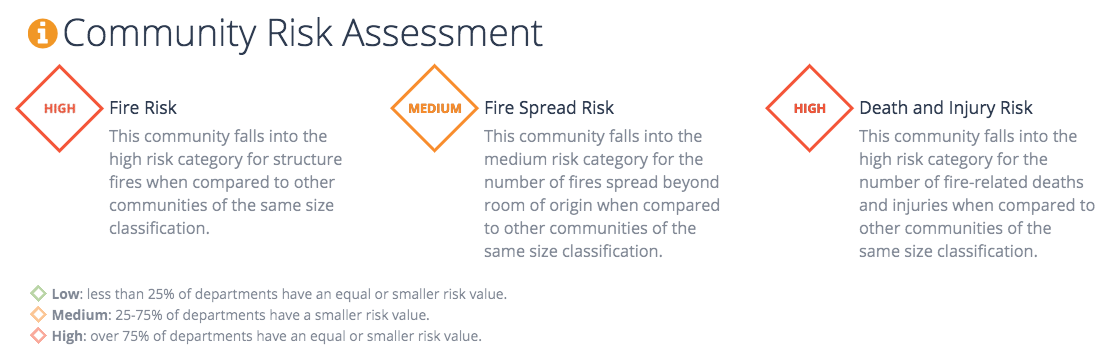 Community Risk Assessment
HIGH
Fire Risk
This community falls into the
high risk category for structure
fires when compared to other
communities of the same size
classification.
MEDIUM
Fire Spread Risk
This community falls into the
medium risk category for the
number of fires spread beyond
room of origin when compared
to other communities of the
same size classification.
HIGH
Death and Injury Risk
This community falls into the
high risk category for the
number of fire-related deaths
and injuries when compared to
other communities of the
same size classification.
Low: less than 25% of departments have an equal or smaller risk value.
Medium: 25-75% of departments have a smaller risk value.
High: over 75% of departments have an equal or smaller risk value.